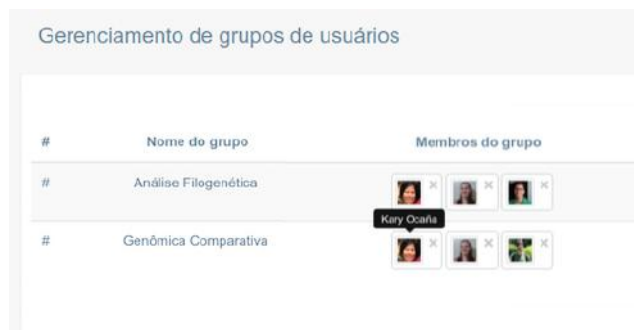 Gerenciamento de grupos de usuários
# Nome do grupo Membros do grupo
# Análise Filogenética × × ×
Kary Ocaña
# Genômica Comparativa × × ×